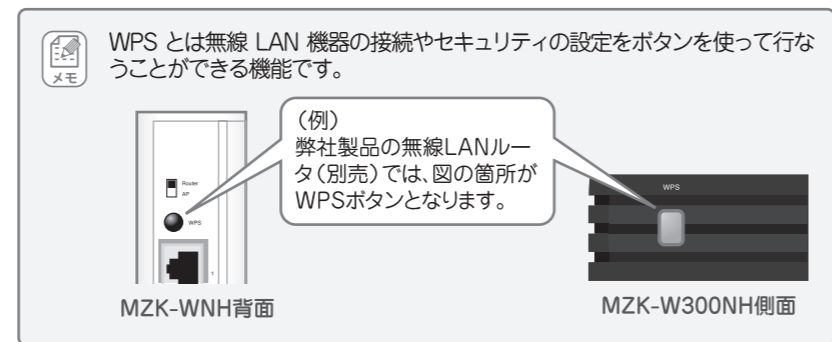 WPS とは無線 LAN 機器の接続やセキュリティの設定をボタンを使って行な
うことができる機能です。
メモ
(例)
弊社製品の無線LANルー
タ(別売)では、図の箇所が
WPSボタンとなります。
Router
AP
WPS
1
MZK-WNH背面
WPS
MZK-W300NH側面